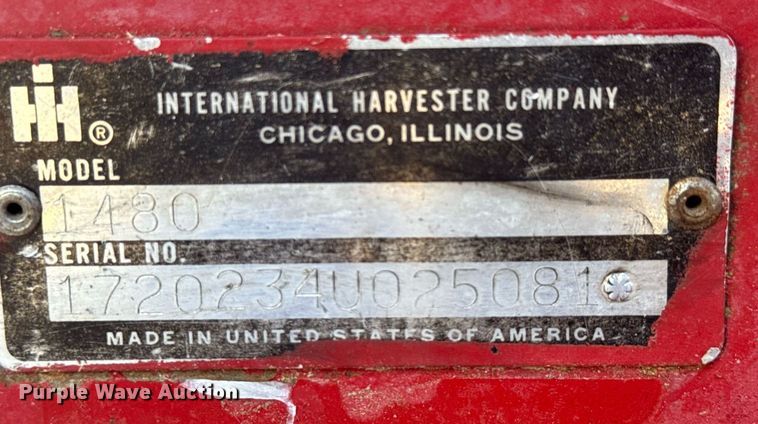 IH ®
INTERNATIONAL HARVESTER COMPANY
CHICAGO, ILLINOIS
MODEL
1480
SERIAL NO.
1720234U025081
MADE IN UNITED STATES OF AMERICA
Purple Wave Auction